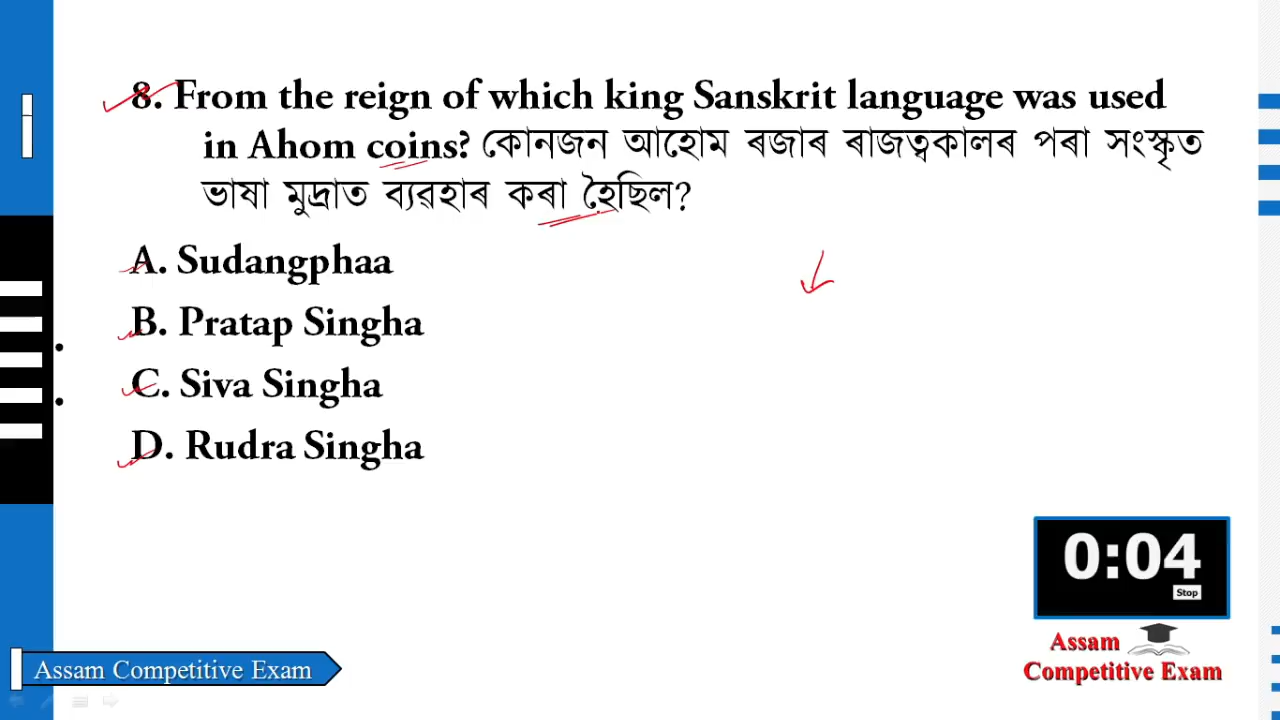 8. From the reign of which king Sanskrit language was used
in Ahom coins? কোনজন আহোম ৰজাৰ ৰাজত্বকালৰ পৰা সংস্কৃত
ভাষা মুদ্ৰাত ব্যৱহাৰ কৰা হৈছিল?
A. Sudangphaa
B. Pratap Singha
C. Siva Singha
D. Rudra Singha
0:04
Stop
Assam
Competitive Exam
Assam Competitive Exam